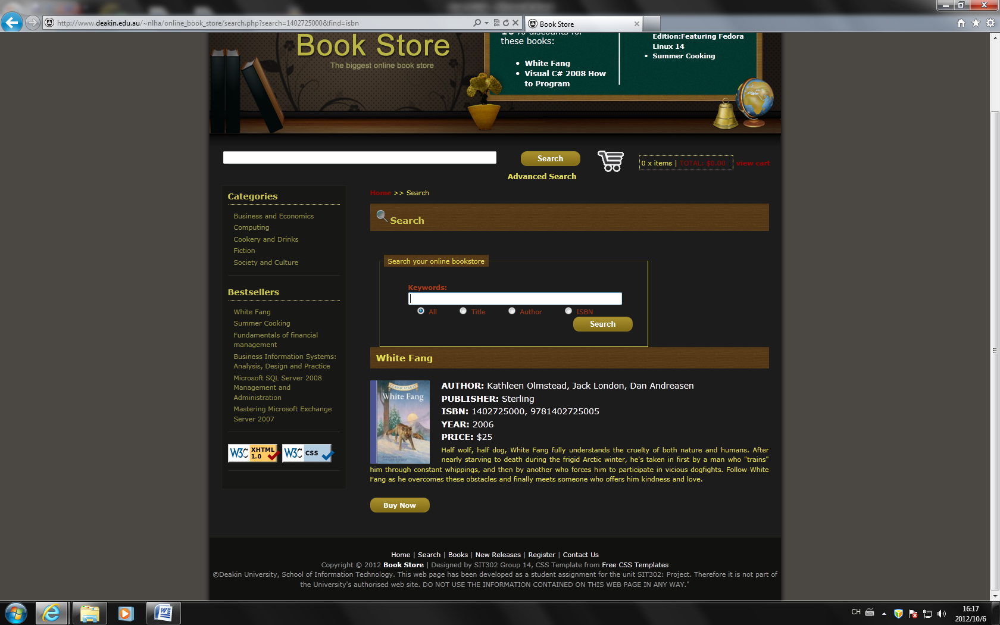 http://www.deakin.edu.au/~nlha/online_book_store/search.php?search=1402725000&find=isbn
Book Store
Book Store
The biggest online book store
discounts for
these books:
• White Fang
• Visual C# 2008 How
to Program
Edition:Featuring Fedora
Linux 14
• Summer Cooking
Search
Advanced Search
0 x items | TOTAL: $0.00
view cart
Categories
Business and Economics
Computing
Cookery and Drinks
Fiction
Society and Culture
Bestsellers
White Fang
Summer Cooking
Fundamentals of financial
management
Business Information Systems:
Analysis, Design and Practice
Microsoft SQL Server 2008
Management and
Administration
Mastering Microsoft Exchange
Server 2007
W3C XHTML 1.0
W3C CSS
Home >> Search
Search
Search your online bookstore
Keywords:
All Title Author ISBN
Search
White Fang
CLASSIC STARTS
White Fang
AUTHOR: Kathleen Olmstead, Jack London, Dan Andreasen
PUBLISHER: Sterling
ISBN: 1402725000, 9781402725005
YEAR: 2006
PRICE: $25
Half wolf, half dog, White Fang fully understands the cruelty of both nature and humans. After
nearly starving to death during the frigid Arctic winter, he's taken in first by a man who "trains"
him through constant whippings, and then by another who forces him to participate in vicious dogfights. Follow White
Fang as he overcomes these obstacles and finally meets someone who offers him kindness and love.
Buy Now
Home | Search | Books | New Releases | Register | Contact Us
Copyright © 2012 Book Store | Designed by SIT302 Group 14, CSS Template from Free CSS Templates
©Deakin University, School of Information Technology. This web page has been developed as a student assignment for the unit SIT302: Project. Therefore it is not part of
the University's authorised web site. DO NOT USE THE INFORMATION CONTAINED ON THIS WEB PAGE IN ANY WAY."
CH
16:17
2012/10/6